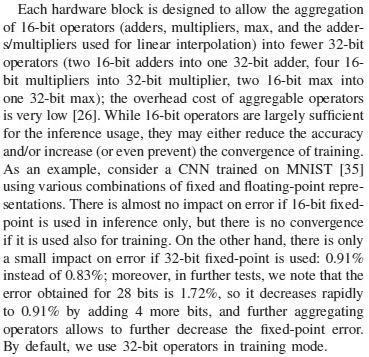 Each hardware block is designed to allow the aggregation
of 16-bit operators (adders, multipliers, max, and the adder-
s/multipliers used for linear interpolation) into fewer 32-bit
operators (two 16-bit adders into one 32-bit adder, four 16-
bit multipliers into 32-bit multiplier, two 16-bit max into
one 32-bit max); the overhead cost of aggregable operators
is very low [26]. While 16-bit operators are largely sufficient
for the inference usage, they may either reduce the accuracy
and/or increase (or even prevent) the convergence of training.
As an example, consider a CNN trained on MNIST [35]
using various combinations of fixed and floating-point repre-
sentations. There is almost no impact on error if 16-bit fixed-
point is used in inference only, but there is no convergence
if it is used also for training. On the other hand, there is only
a small impact on error if 32-bit fixed-point is used: 0.91%
instead of 0.83%; moreover, in further tests, we note that the
error obtained for 28 bits is 1.72%, so it decreases rapidly
to 0.91% by adding 4 more bits, and further aggregating
operators allows to further decrease the fixed-point error.
By default, we use 32-bit operators in training mode.